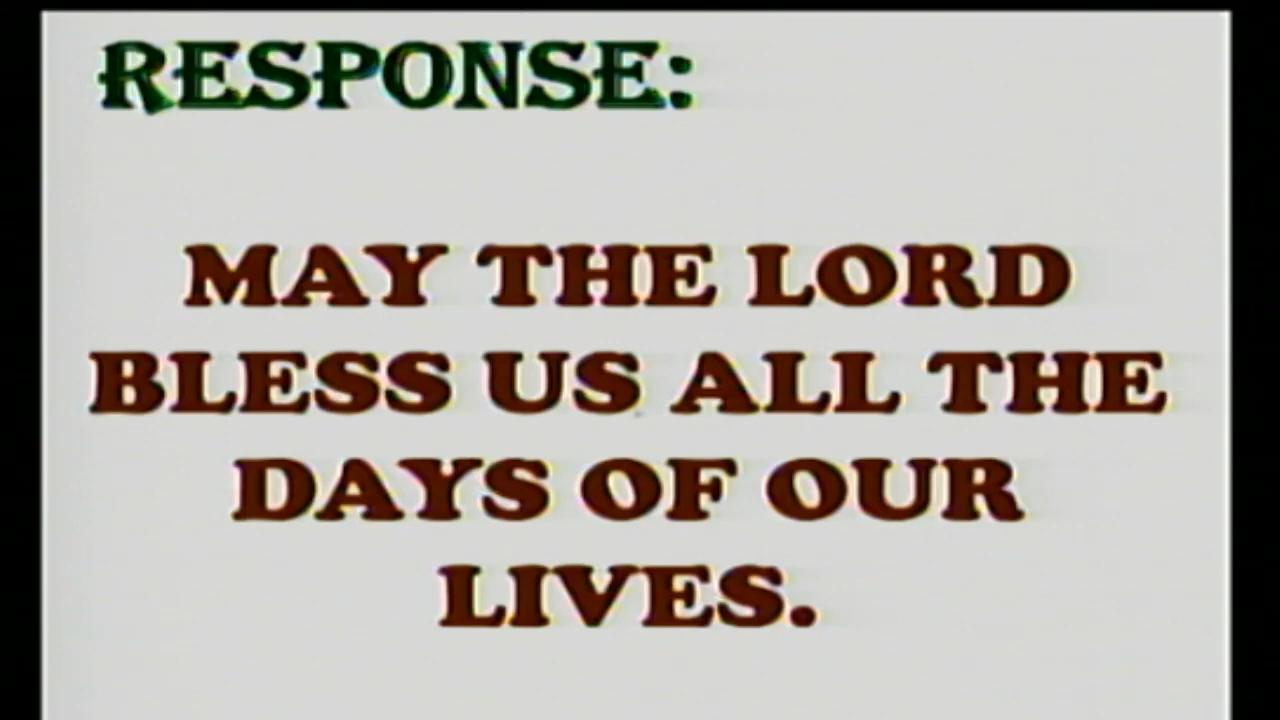 RESPONSE:
MAY THE LORD
BLESS US ALL THE
DAYS OF OUR
LIVES.